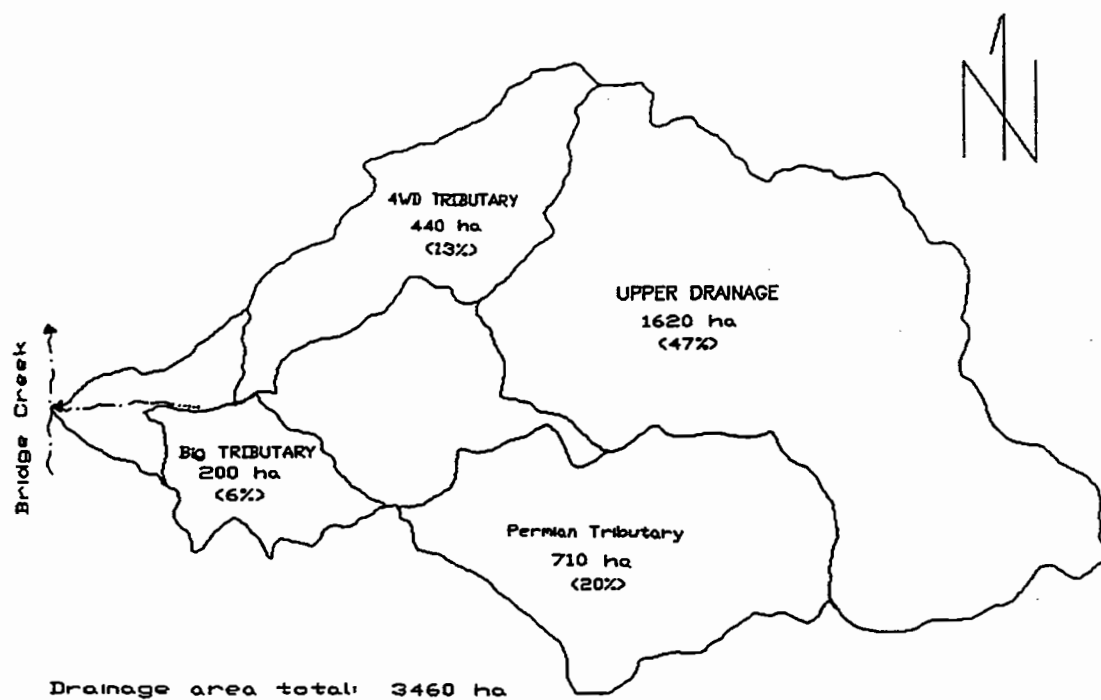 N
4WD TRIBUTARY
440 ha
(13%)
UPPER DRAINAGE
1620 ha
(47%)
Bridge Creek
Big TRIBUTARY
200 ha
(6%)
Permian Tributary
710 ha
(20%)
Drainage area total: 3460 ha